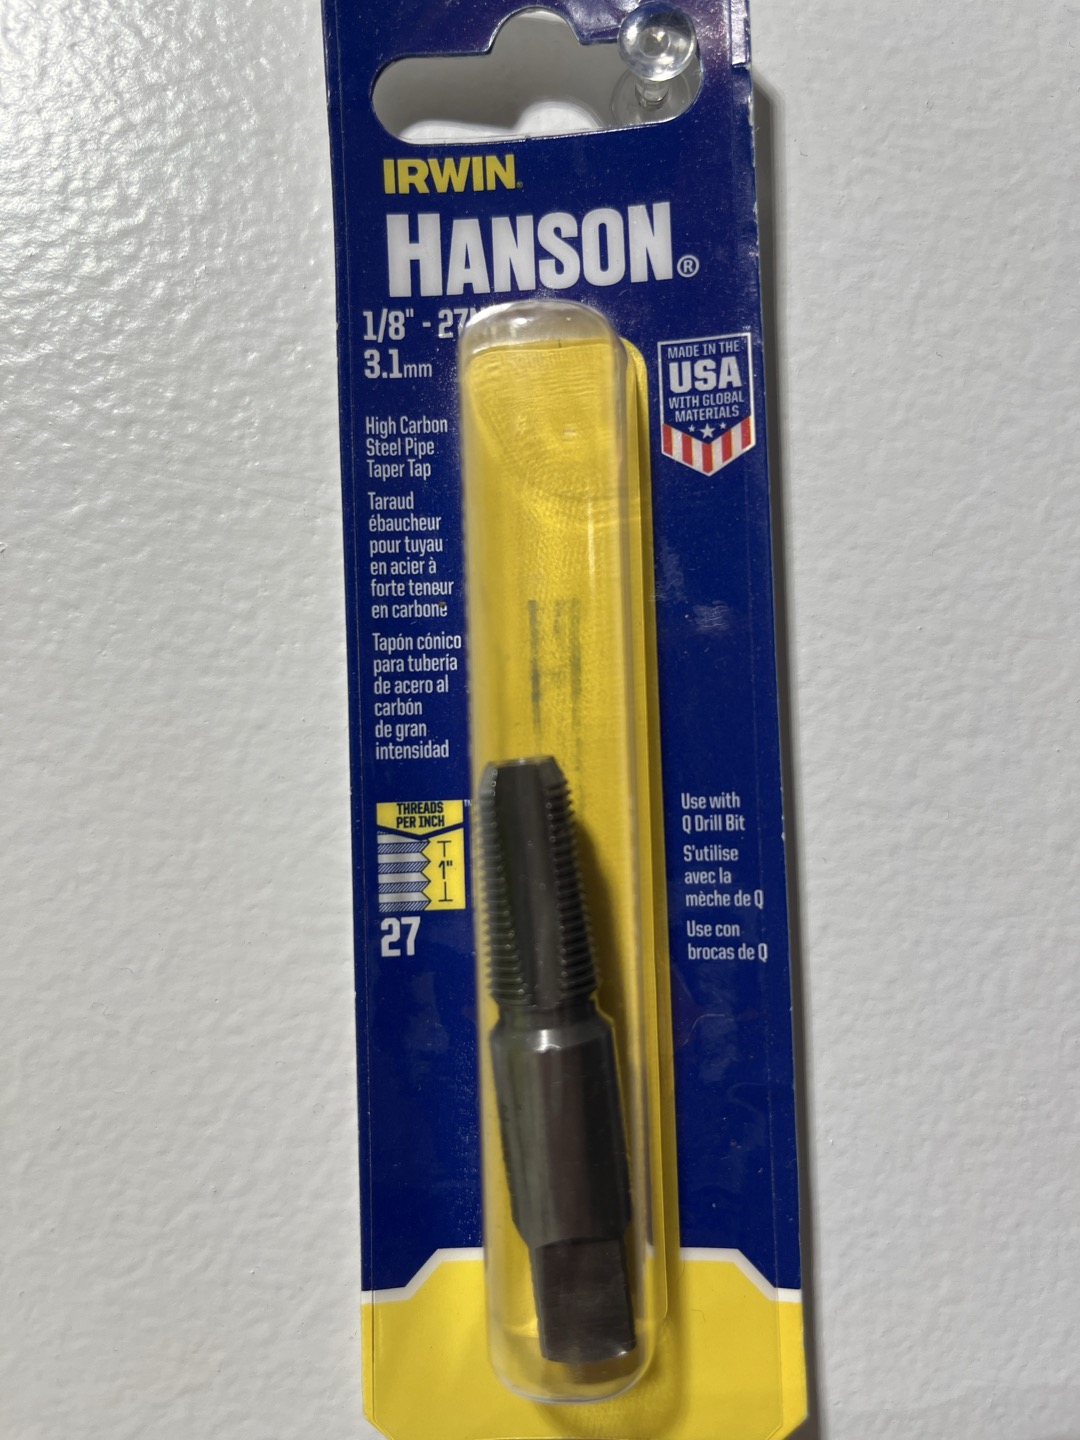 IRWIN
HANSON®
1/8" - 27
3.1mm
MADE IN THE
USA
WITH GLOBAL
MATERIALS
High Carbon
Steel Pipe
Taper Tap
Taraud
ébaucheur
pour tuyau
en acier à
forte teneur
en carbone
Tapón cónico
para tubería
de acero al
carbón
de gran
intensidad
THREADS
PER INCH
1"
27
Use with
Q Drill Bit
S'utilise
avec la
mèche de Q
Use con
brocas de Q